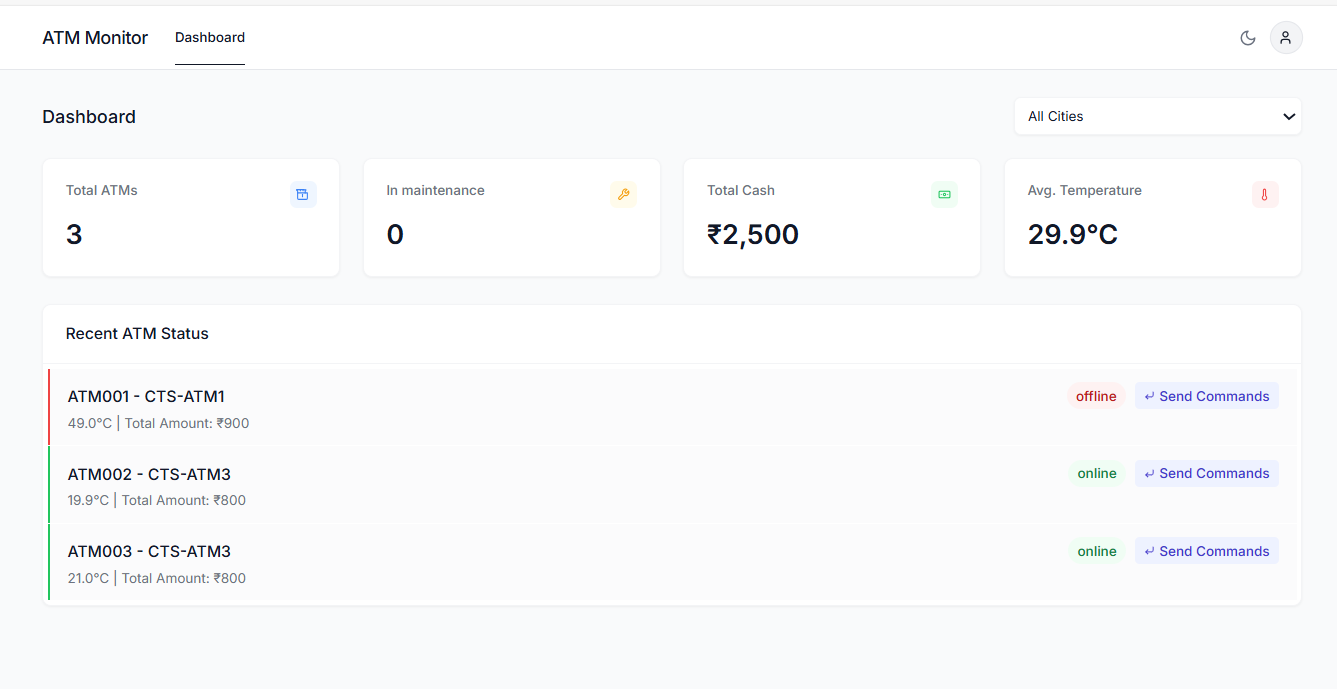 ATM Monitor Dashboard
Dashboard
All Cities
Total ATMs
3
In maintenance
0
Total Cash
₹2,500
Avg. Temperature
29.9°C
Recent ATM Status
ATM001 - CTS-ATM1
offline
Send Commands
49.0°C | Total Amount: ₹900
ATM002 - CTS-ATM3
online
Send Commands
19.9°C | Total Amount: ₹800
ATM003 - CTS-ATM3
online
Send Commands
21.0°C | Total Amount: ₹800